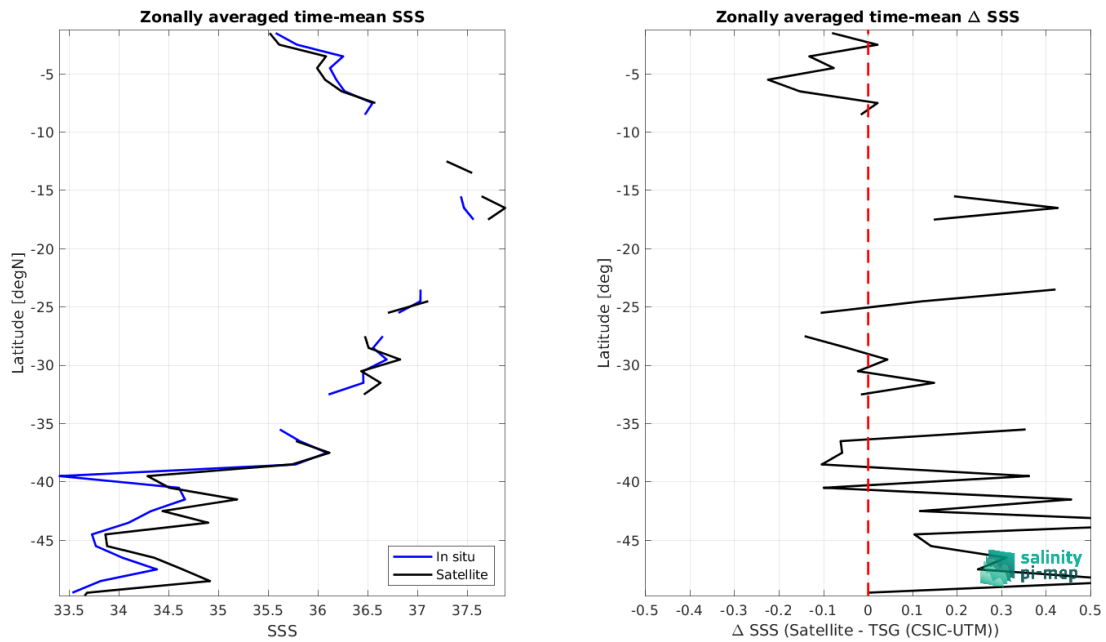 Zonally averaged time-mean SSS
-5
-10
-15
-20
-25
-30
-35
-40
-45
Latitude [degN]
33.5 34 34.5 35 35.5 36 36.5 37 37.5
SSS
In situ
Satellite
Zonally averaged time-mean Δ SSS
-5
-10
-15
-20
-25
-30
-35
-40
-45
Latitude [deg]
-0.5 -0.4 -0.3 -0.2 -0.1 0 0.1 0.2 0.3 0.4 0.5
Δ SSS (Satellite - TSG (CSIC-UTM))
salinity
pi-mep